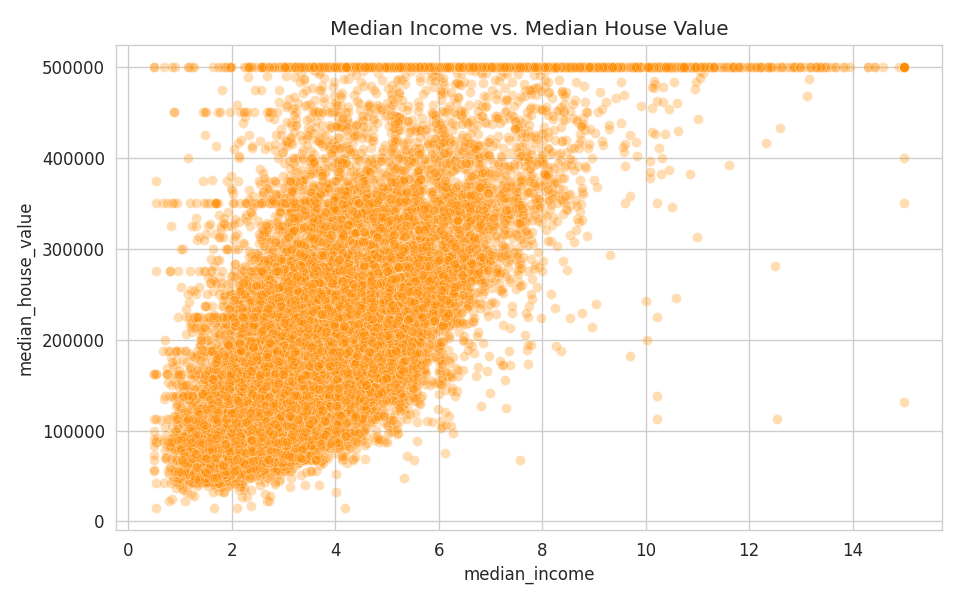 Median Income vs. Median House Value
500000
400000
300000
200000
100000
0
median_house_value
0 2 4 6 8 10 12 14
median_income